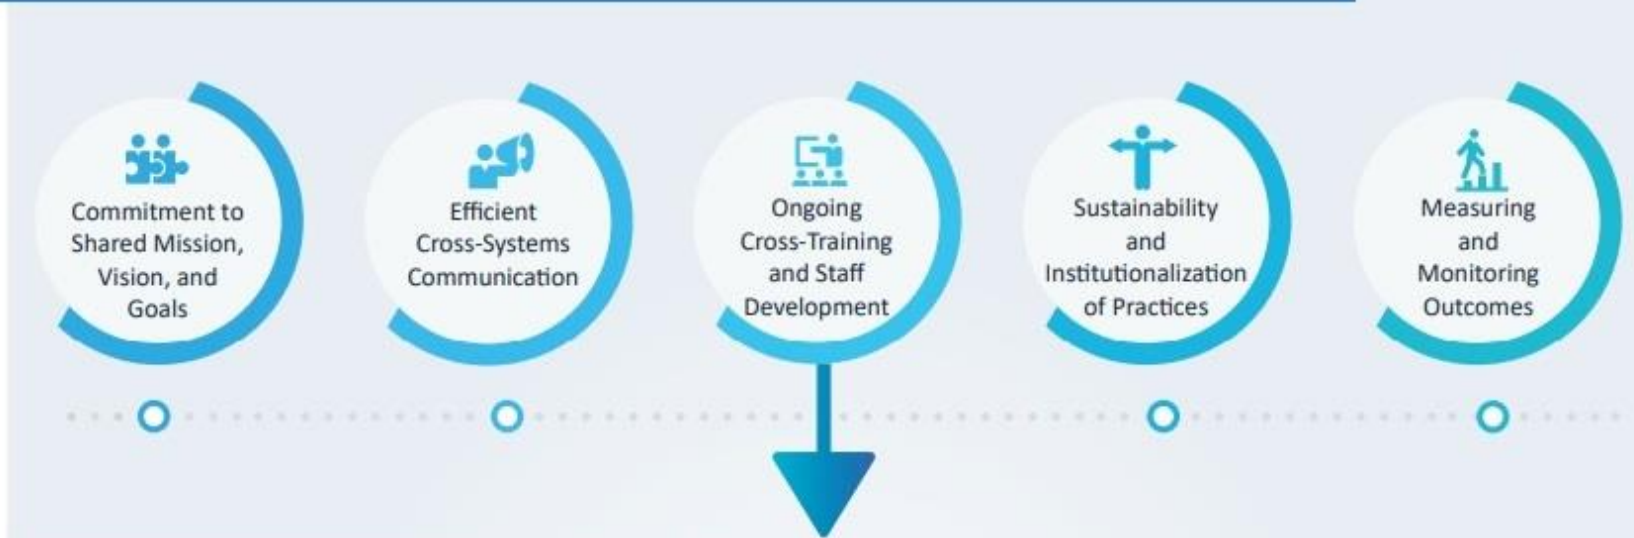 Commitment to
Shared Mission,
Vision, and
Goals
Efficient
Cross-Systems
Communication
Ongoing
Cross-Training
and Staff
Development
Sustainability
and
Institutionalization
of Practices
Measuring
and
Monitoring
Outcomes